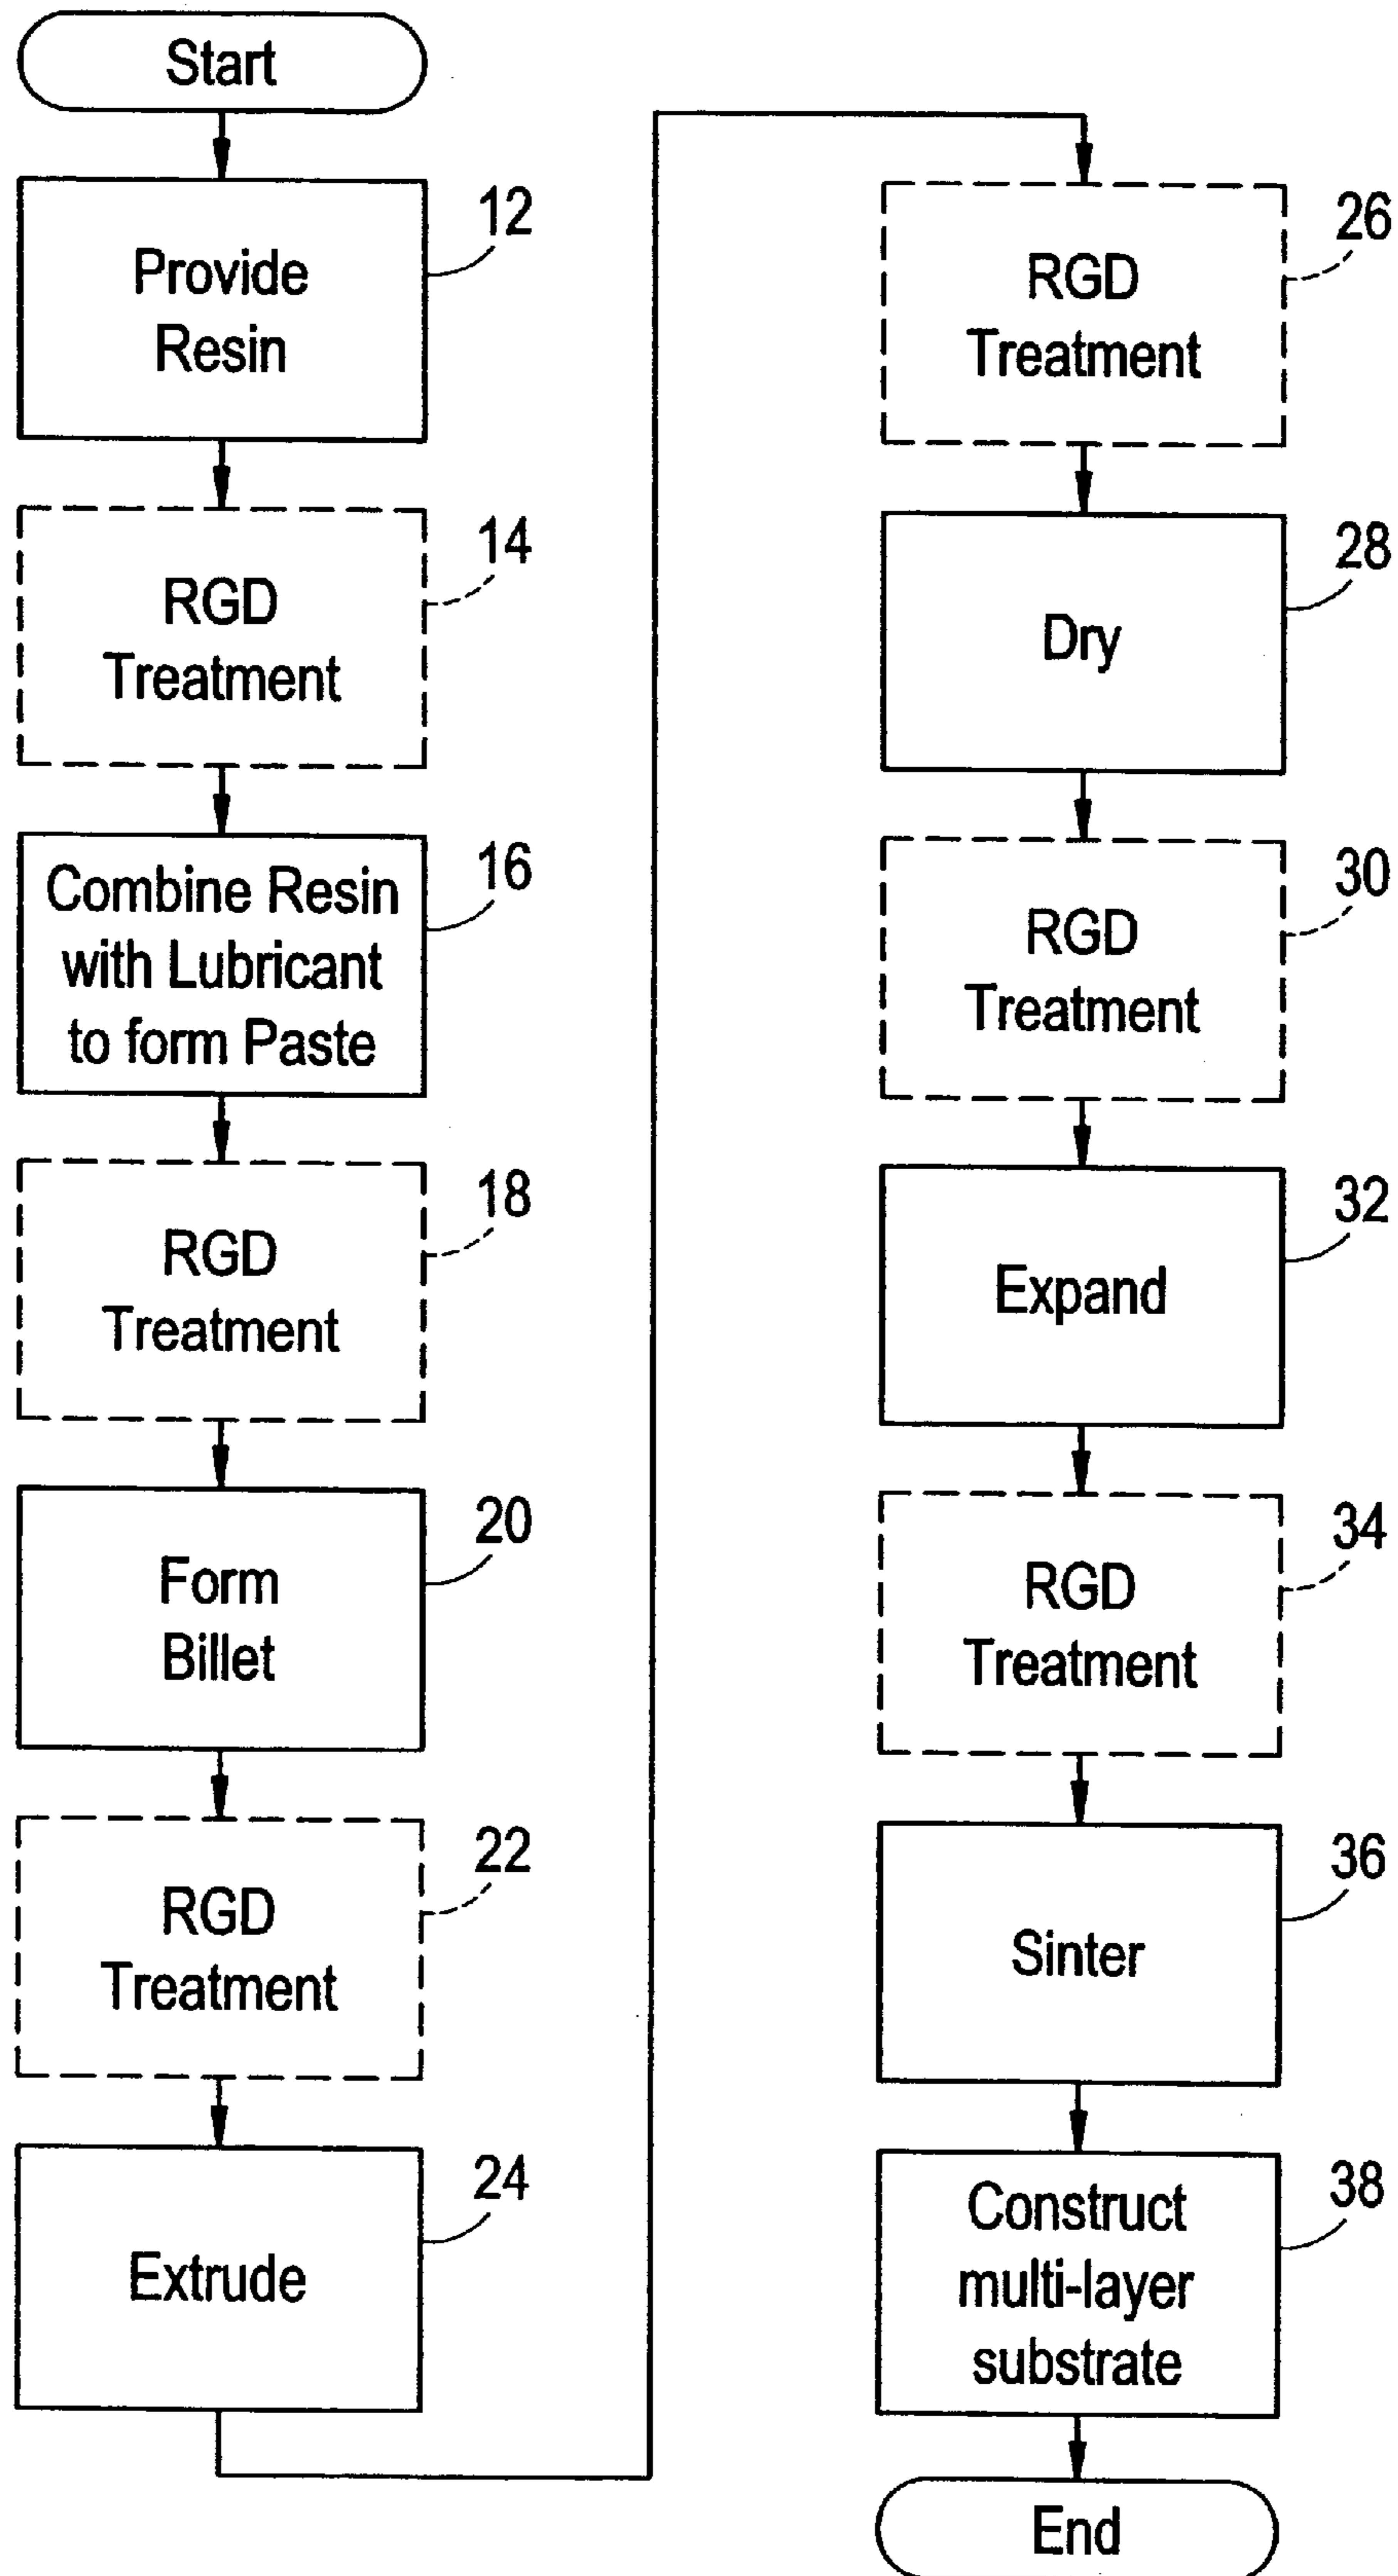 Start
Provide
Resin
12
RGD
Treatment
14
Combine Resin
with Lubricant
to form Paste
16
RGD
Treatment
18
Form
Billet
20
RGD
Treatment
22
Extrude
24
RGD
Treatment
26
Dry
28
RGD
Treatment
30
Expand
32
RGD
Treatment
34
Sinter
36
Construct
multi-layer
substrate
38
End